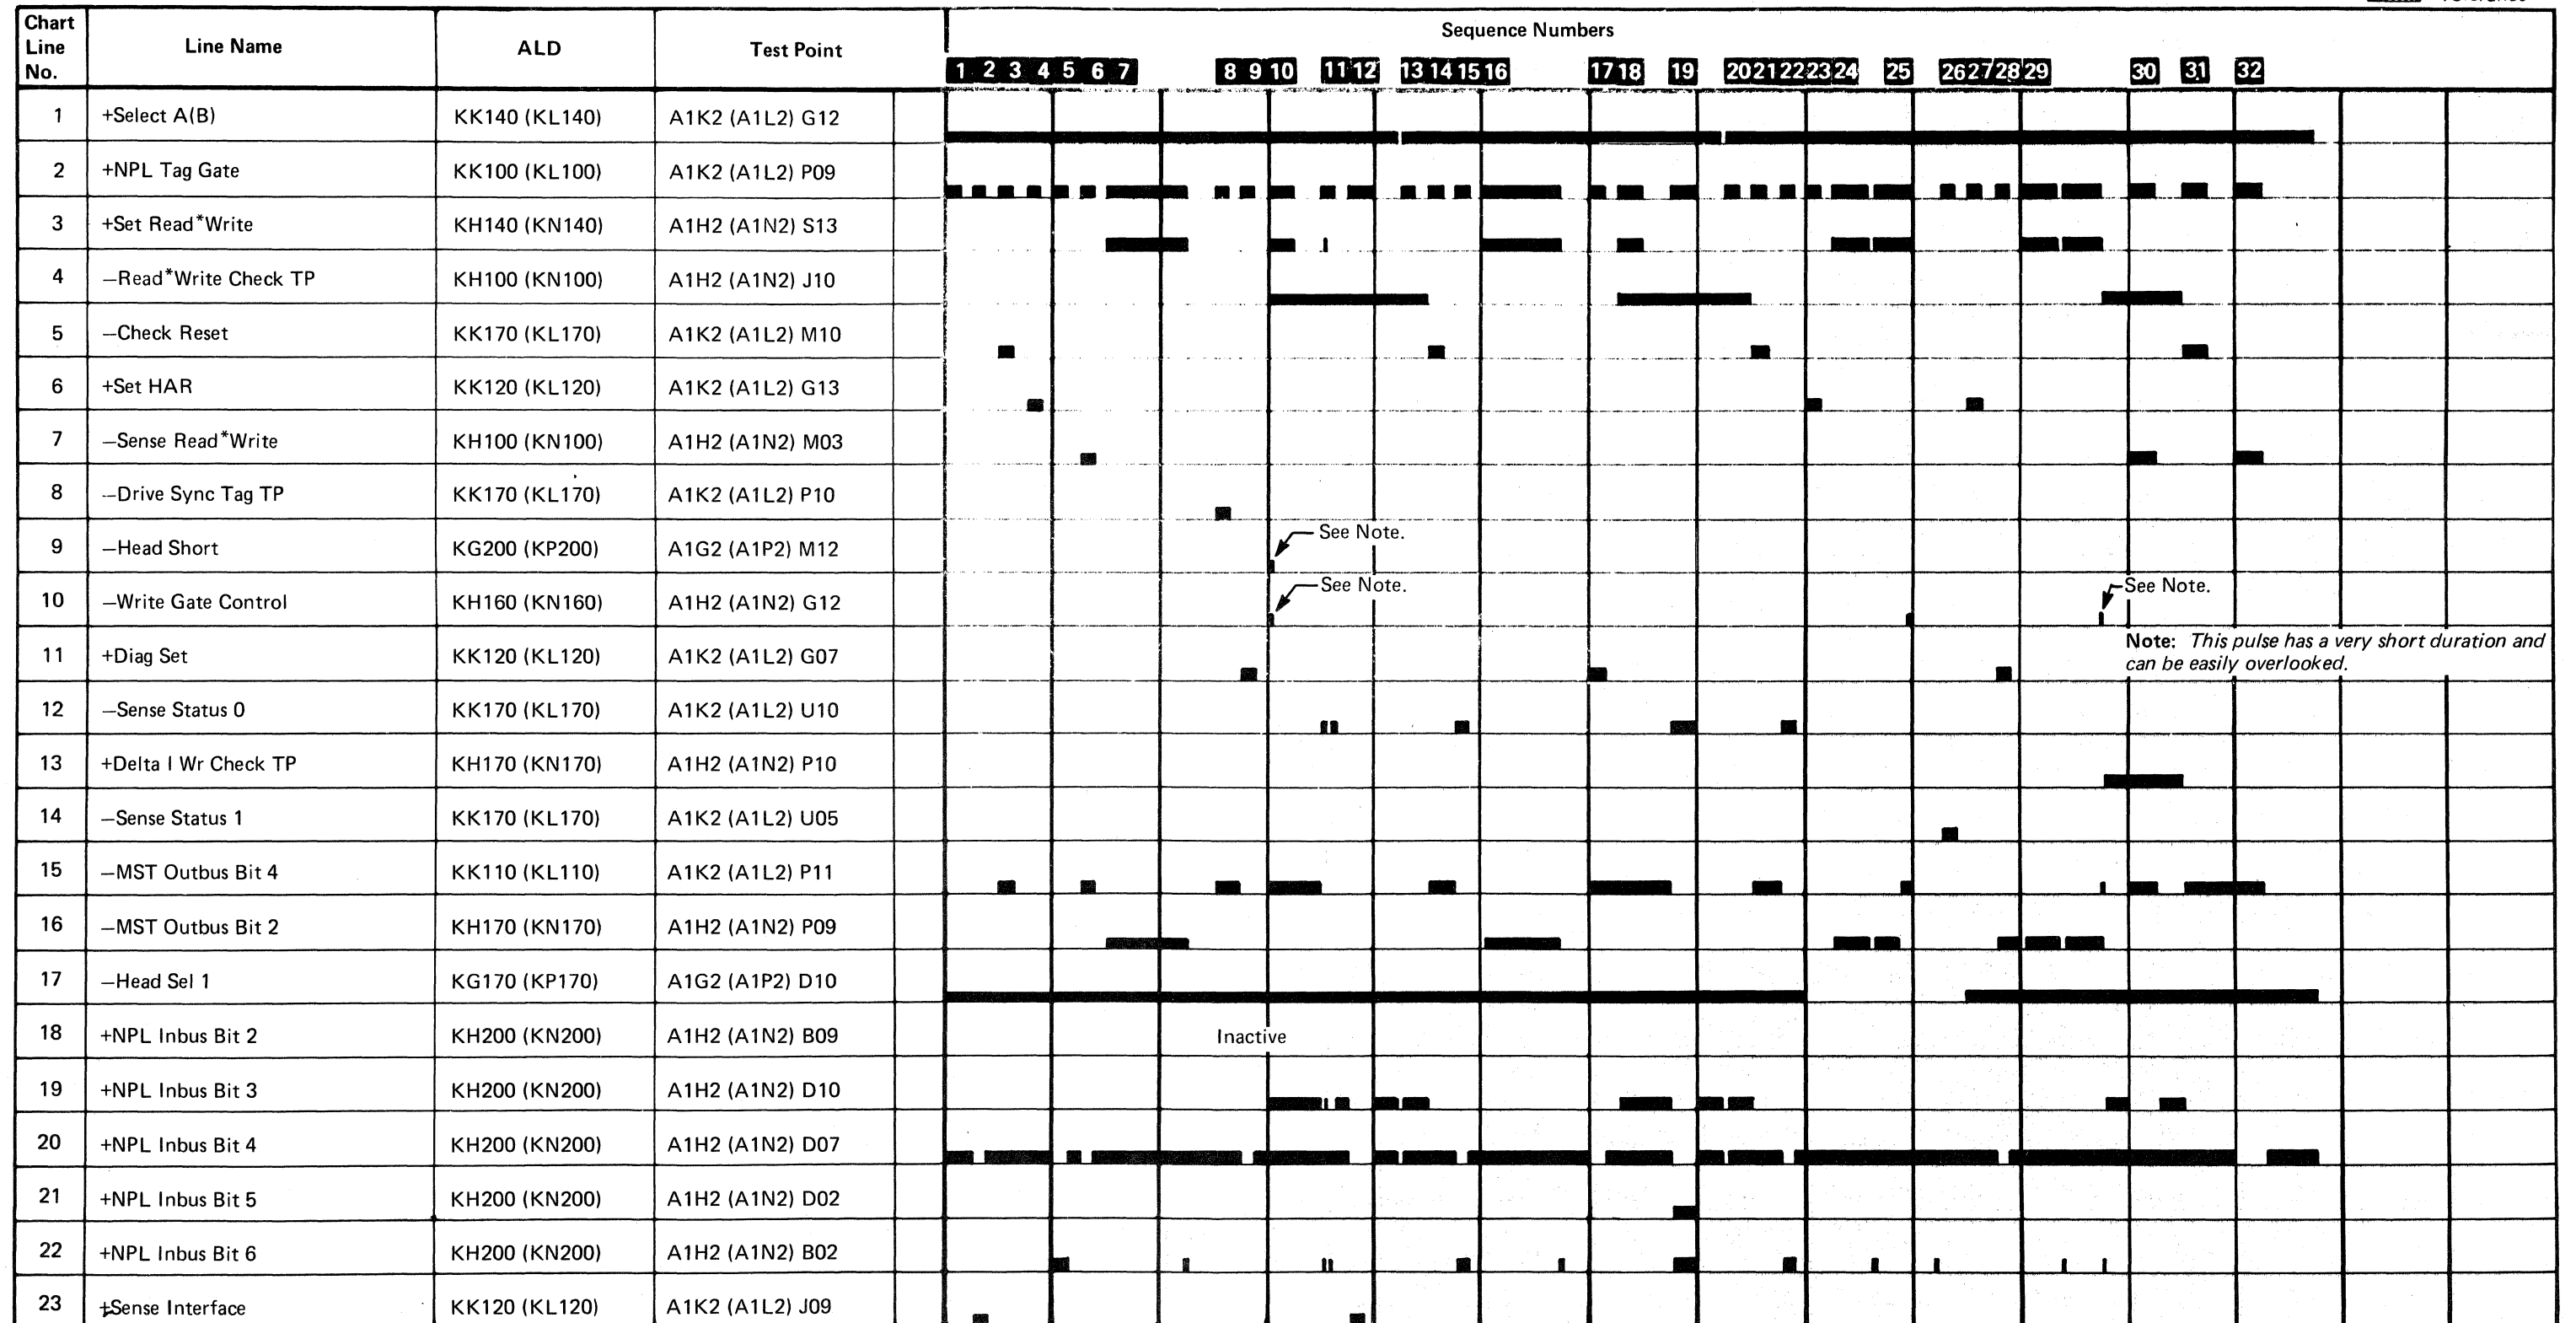 Chart Line No. Line Name ALD Test Point Sequence Numbers
1 2 3 4 5 6 7 8 9 10 11 12 13 14 15 16 17 18 19 20 21 22 23 24 25 26 27 28 29 30 31 32
1 +Select A(B) KK140 (KL140) A1K2 (A1L2) G12
2 +NPL Tag Gate KK100 (KL100) A1K2 (A1L2) P09
3 +Set Read*Write KH140 (KN140) A1H2 (A1N2) S13
4 —Read*Write Check TP KH100 (KN100) A1H2 (A1N2) J10
5 —Check Reset KK170 (KL170) A1K2 (A1L2) M10
6 +Set HAR KK120 (KL120) A1K2 (A1L2) G13
7 —Sense Read*Write KH100 (KN100) A1H2 (A1N2) M03
8 —Drive Sync Tag TP KK170 (KL170) A1K2 (A1L2) P10
See Note.
9 —Head Short KG200 (KP200) A1G2 (A1P2) M12
See Note. See Note.
10 —Write Gate Control KH160 (KN160) A1H2 (A1N2) G12
Note: This pulse has a very short duration and
can be easily overlooked.
11 +Diag Set KK120 (KL120) A1K2 (A1L2) G07
12 —Sense Status 0 KK170 (KL170) A1K2 (A1L2) U10
13 +Delta I Wr Check TP KH170 (KN170) A1H2 (A1N2) P10
14 —Sense Status 1 KK170 (KL170) A1K2 (A1L2) U05
15 —MST Outbus Bit 4 KK110 (KL110) A1K2 (A1L2) P11
16 —MST Outbus Bit 2 KH170 (KN170) A1H2 (A1N2) P09
17 —Head Sel 1 KG170 (KP170) A1G2 (A1P2) D10
18 +NPL Inbus Bit 2 KH200 (KN200) A1H2 (A1N2) B09 Inactive
19 +NPL Inbus Bit 3 KH200 (KN200) A1H2 (A1N2) D10
20 +NPL Inbus Bit 4 KH200 (KN200) A1H2 (A1N2) D07
21 +NPL Inbus Bit 5 KH200 (KN200) A1H2 (A1N2) D02
22 +NPL Inbus Bit 6 KH200 (KN200) A1H2 (A1N2) B02
23 +Sense Interface KK120 (KL120) A1K2 (A1L2) J09